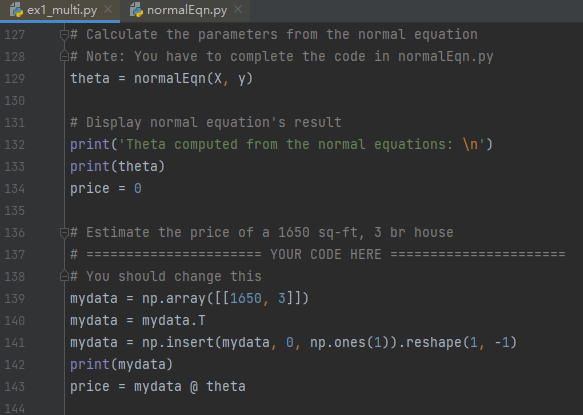 ex1_multi.py × normalEqn.py ×
127 # Calculate the parameters from the normal equation
128 # Note: You have to complete the code in normalEqn.py
129 theta = normalEqn(X, y)
130
131 # Display normal equation's result
132 print('Theta computed from the normal equations: \n')
133 print(theta)
134 price = 0
135
136 # Estimate the price of a 1650 sq-ft, 3 br house
137 # ====================== YOUR CODE HERE ======================
138 # You should change this
139 mydata = np.array([[1650, 3]])
140 mydata = mydata.T
141 mydata = np.insert(mydata, 0, np.ones(1)).reshape(1, -1)
142 print(mydata)
143 price = mydata @ theta
144